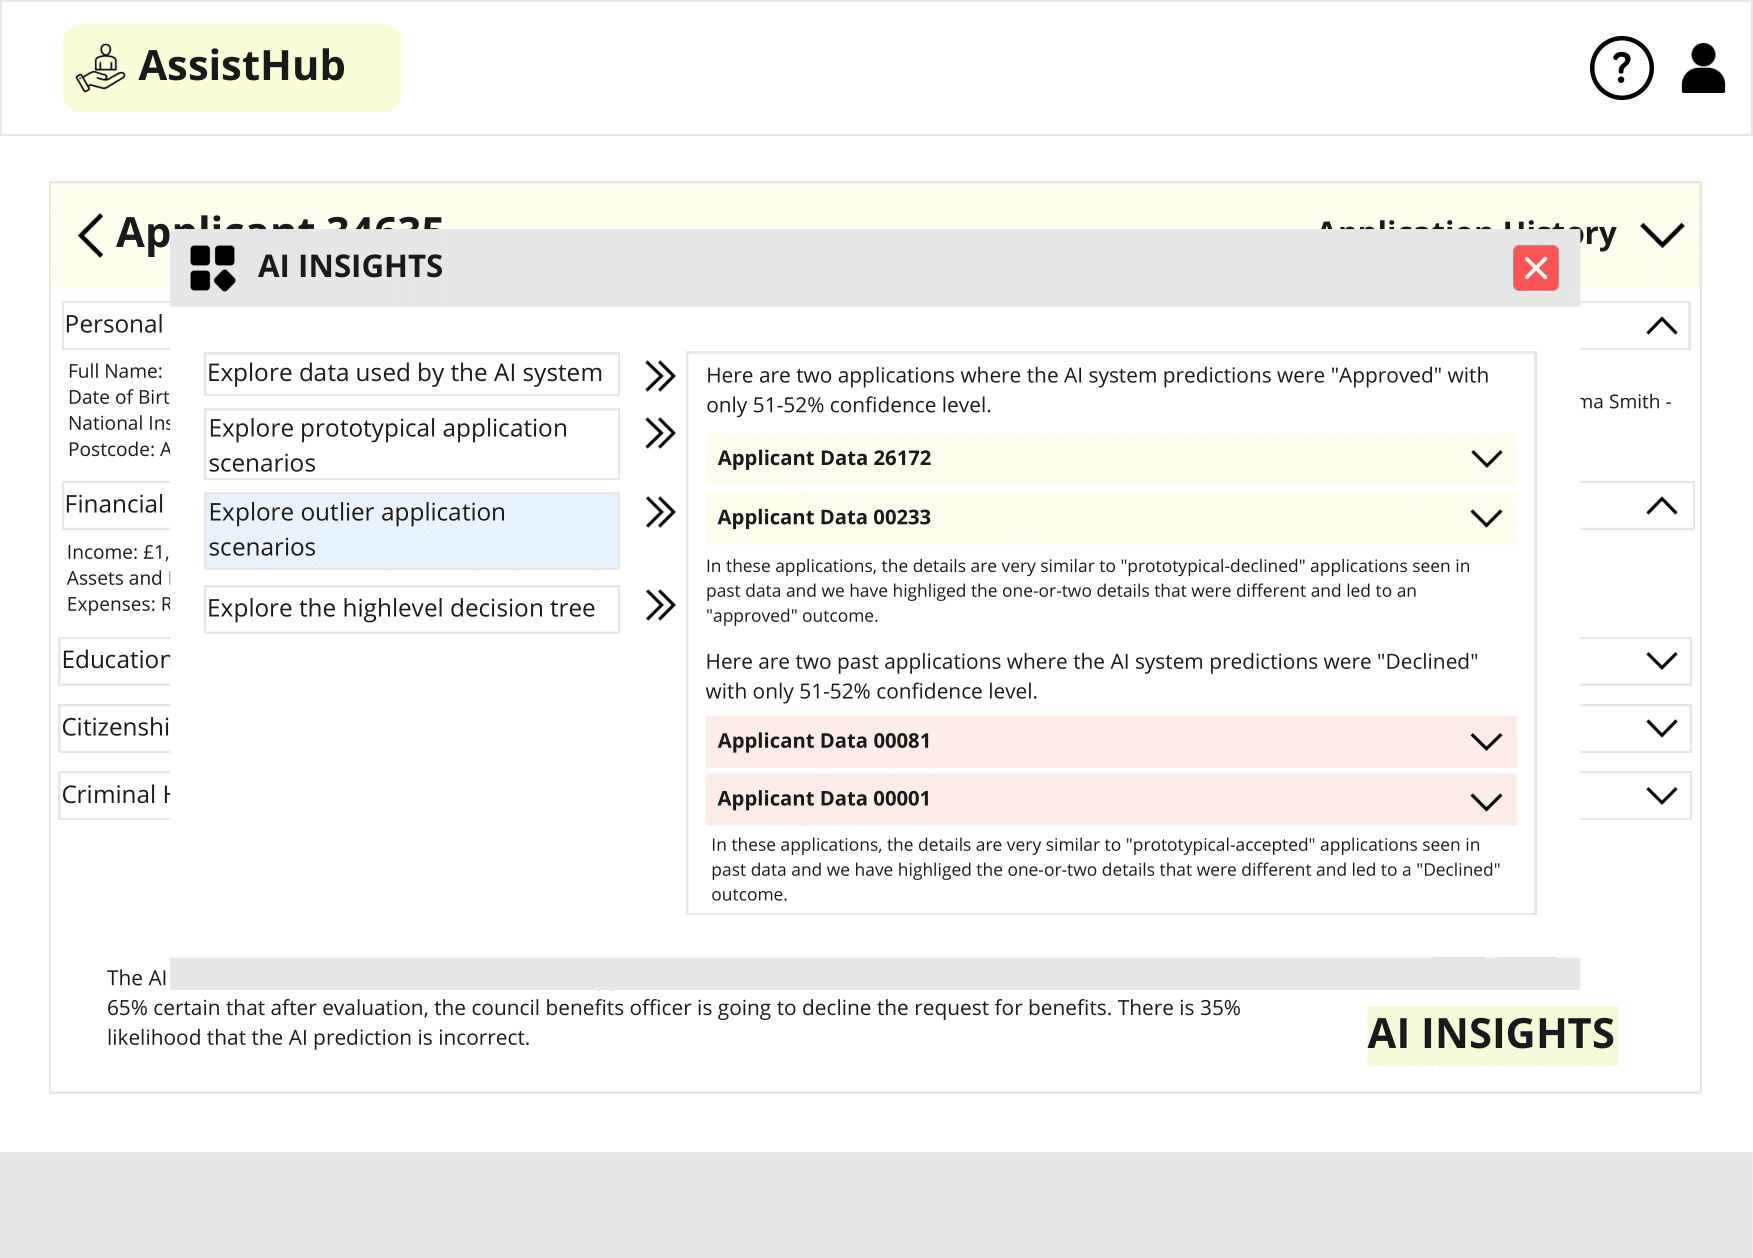 AssistHub
?
Application History
AI INSIGHTS
Personal
Full Name:
Date of Birt
National Ins
Postcode: A
ma Smith -
Financial
Income: £1,
Assets and
Expenses: R
Education
Citizenshi
Criminal H
Explore data used by the AI system
Explore prototypical application
scenarios
Explore outlier application
scenarios
Explore the highlevel decision tree
Here are two applications where the AI system predictions were "Approved" with
only 51-52% confidence level.
Applicant Data 26172
Applicant Data 00233
In these applications, the details are very similar to "prototypical-declined" applications seen in
past data and we have highliged the one-or-two details that were different and led to an
"approved" outcome.
Here are two past applications where the AI system predictions were "Declined"
with only 51-52% confidence level.
Applicant Data 00081
Applicant Data 00001
In these applications, the details are very similar to "prototypical-accepted" applications seen in
past data and we have highliged the one-or-two details that were different and led to a "Declined"
outcome.
The AI
65% certain that after evaluation, the council benefits officer is going to decline the request for benefits. There is 35%
likelihood that the AI prediction is incorrect.
AI INSIGHTS